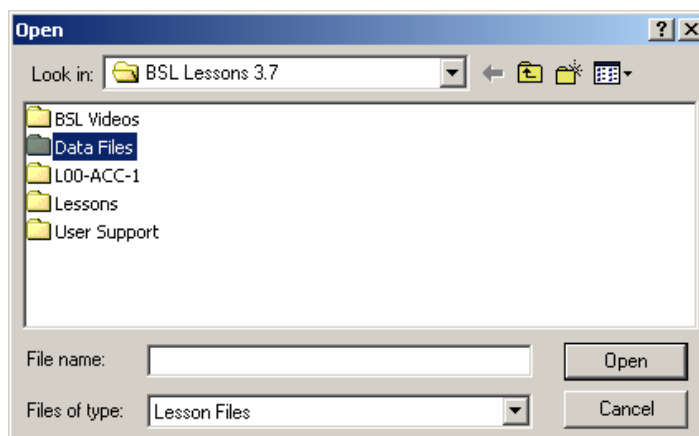 Open
Look in: BSL Lessons 3.7
BSL Videos
Data Files
L00-ACC-1
Lessons
User Support
File name: Open
Files of type: Lesson Files Cancel